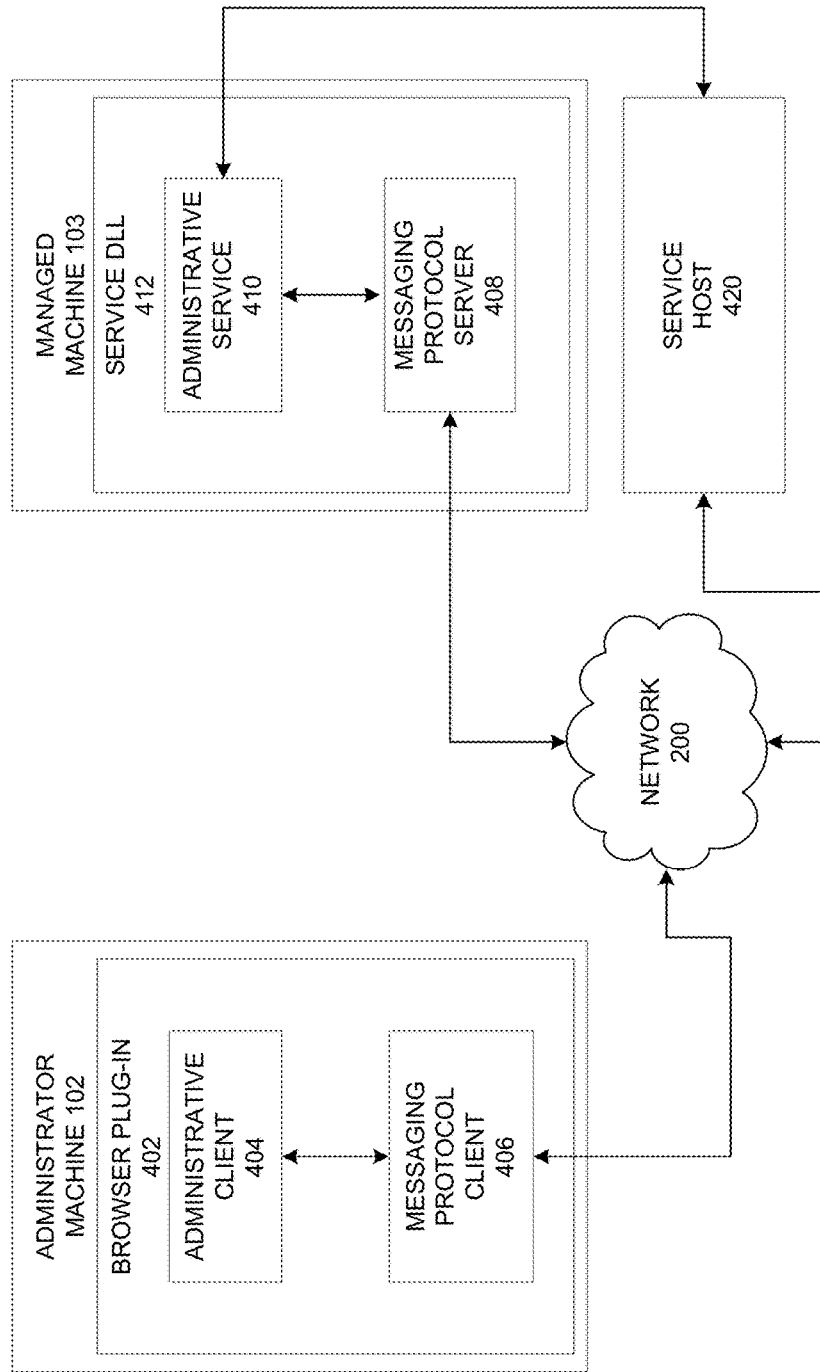 ADMINISTRATOR
MACHINE 102
BROWSER PLUG-IN
402
ADMINISTRATIVE
CLIENT
404
MESSAGING
PROTOCOL
CLIENT
406
NETWORK
200
MANAGED
MACHINE 103
SERVICE DLL
412
ADMINISTRATIVE
SERVICE
410
MESSAGING
PROTOCOL
SERVER
408
SERVICE
HOST
420